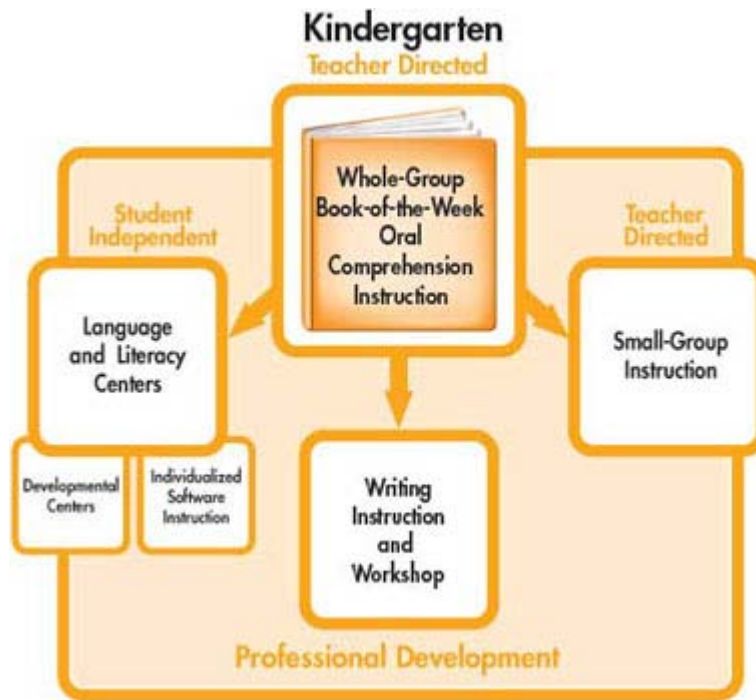 Kindergarten
Teacher Directed
Whole-Group
Book-of-the-Week
Oral
Comprehension
Instruction
Student
Independent
Language
and Literacy
Centers
Developmental
Centers
Individualized
Software
Instruction
Writing
Instruction
and
Workshop
Teacher
Directed
Small-Group
Instruction
Professional Development